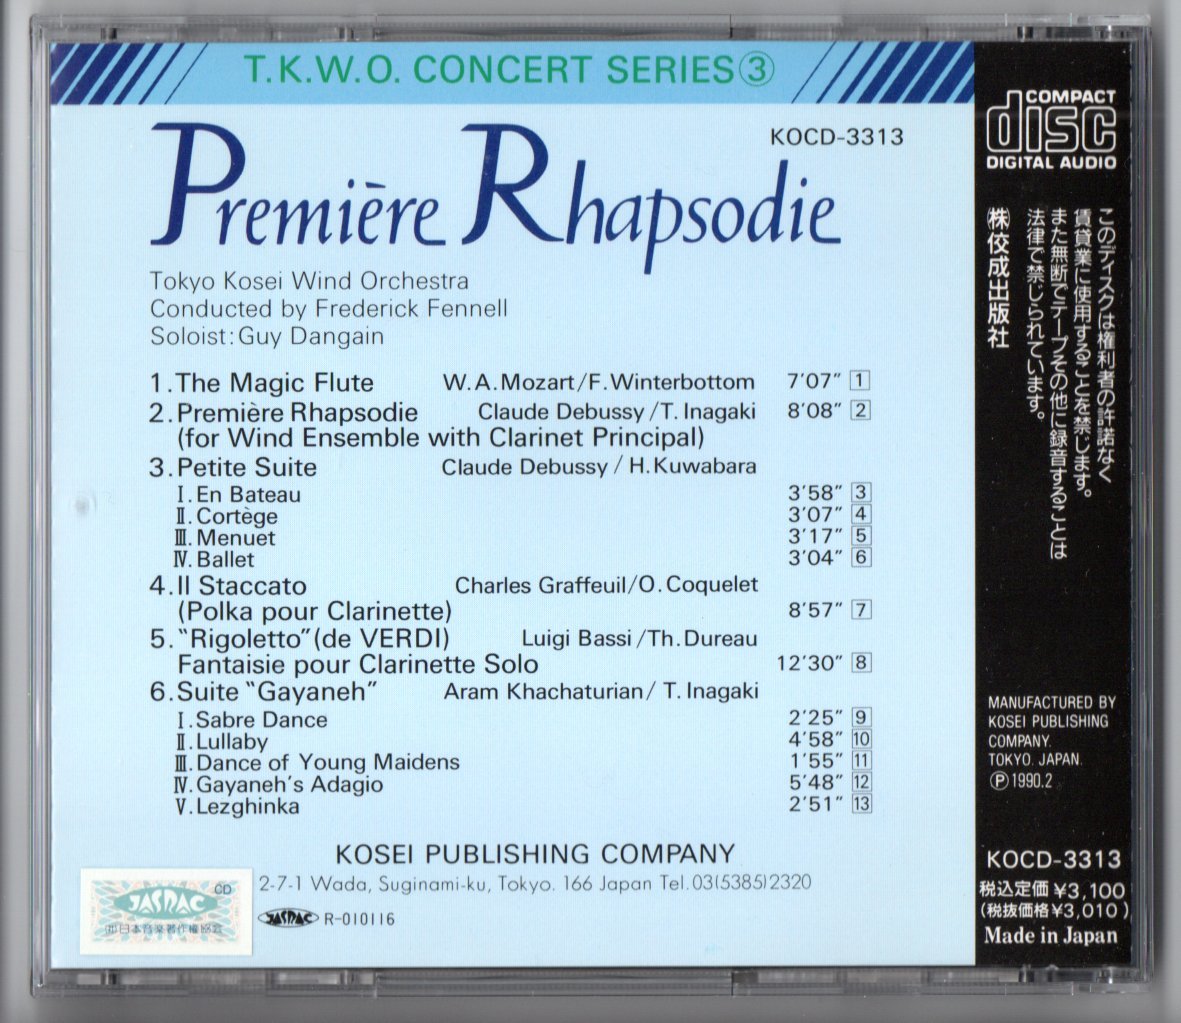 T.K.W.O. CONCERT SERIES③
KOCD-3313
Première Rhapsodie
Tokyo Kosei Wind Orchestra
Conducted by Frederick Fennell
Soloist:Guy Dangain
1.The Magic Flute W.A.Mozart/F.Winterbottom 7'07" 1
2.Première Rhapsodie Claude Debussy/T.Inagaki 8'08" 2
(for Wind Ensemble with Clarinet Principal)
3.Petite Suite Claude Debussy/H.Kuwabara
Ⅰ.En Bateau 3'58" 3
Ⅱ.Cortège 3'07" 4
Ⅲ.Menuet 3'17" 5
Ⅳ.Ballet 3'04" 6
4.Il Staccato Charles Graffeuil/O.Coquelet
(Polka pour Clarinette) 8'57" 7
5."Rigoletto"(de VERDI) Luigi Bassi/Th.Dureau
Fantaisie pour Clarinette Solo 12'30" 8
6.Suite "Gayaneh" Aram Khachaturian/T.Inagaki
Ⅰ.Sabre Dance 2'25" 9
Ⅱ.Lullaby 4'58" 10
Ⅲ.Dance of Young Maidens 1'55" 11
Ⅳ.Gayaneh's Adagio 5'48" 12
Ⅴ.Lezghinka 2'51" 13
KOSEI PUBLISHING COMPANY
2-7-1 Wada, Suginami-ku, Tokyo. 166 Japan Tel.03(5385)2320
JASRAC R-010116
CD
JASRAC
㈳日本音楽著作権協会
COMPACT
disc
DIGITAL AUDIO
このディスクは権利者の許諾なく
賃貸業に使用することを禁じます。
また無断でテープその他に録音することは
法律で禁じられています。
㈱佼成出版社
MANUFACTURED BY
KOSEI PUBLISHING
COMPANY.
TOKYO. JAPAN.
Ⓟ1990.2
KOCD-3313
税込定価¥3,100
(税抜価格¥3,010)
Made in Japan